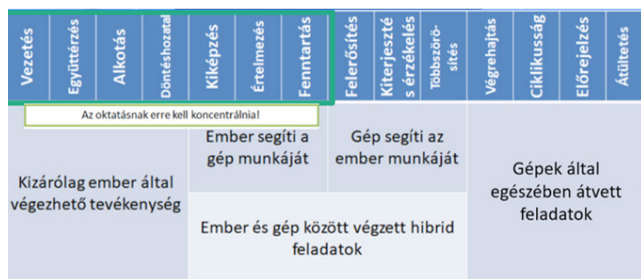 Vezetés
Együttérzés
Alkotás
Döntéshozatal
Kiképzés
Értelmezés
Fenntartás
Felerősítés
Kiterjeszté
s érzékelés
Többszörö-
sítés
Végrehajtás
Ciklikusság
Előrejelzés
Átültetés
Az oktatásnak erre kell koncentrálnia!
Kizárólag ember által
végezhető tevékenység
Ember segíti a
gép munkáját
Gép segíti az
ember munkáját
Ember és gép között végzett hibrid
feladatok
Gépek által
egészében átvett
feladatok